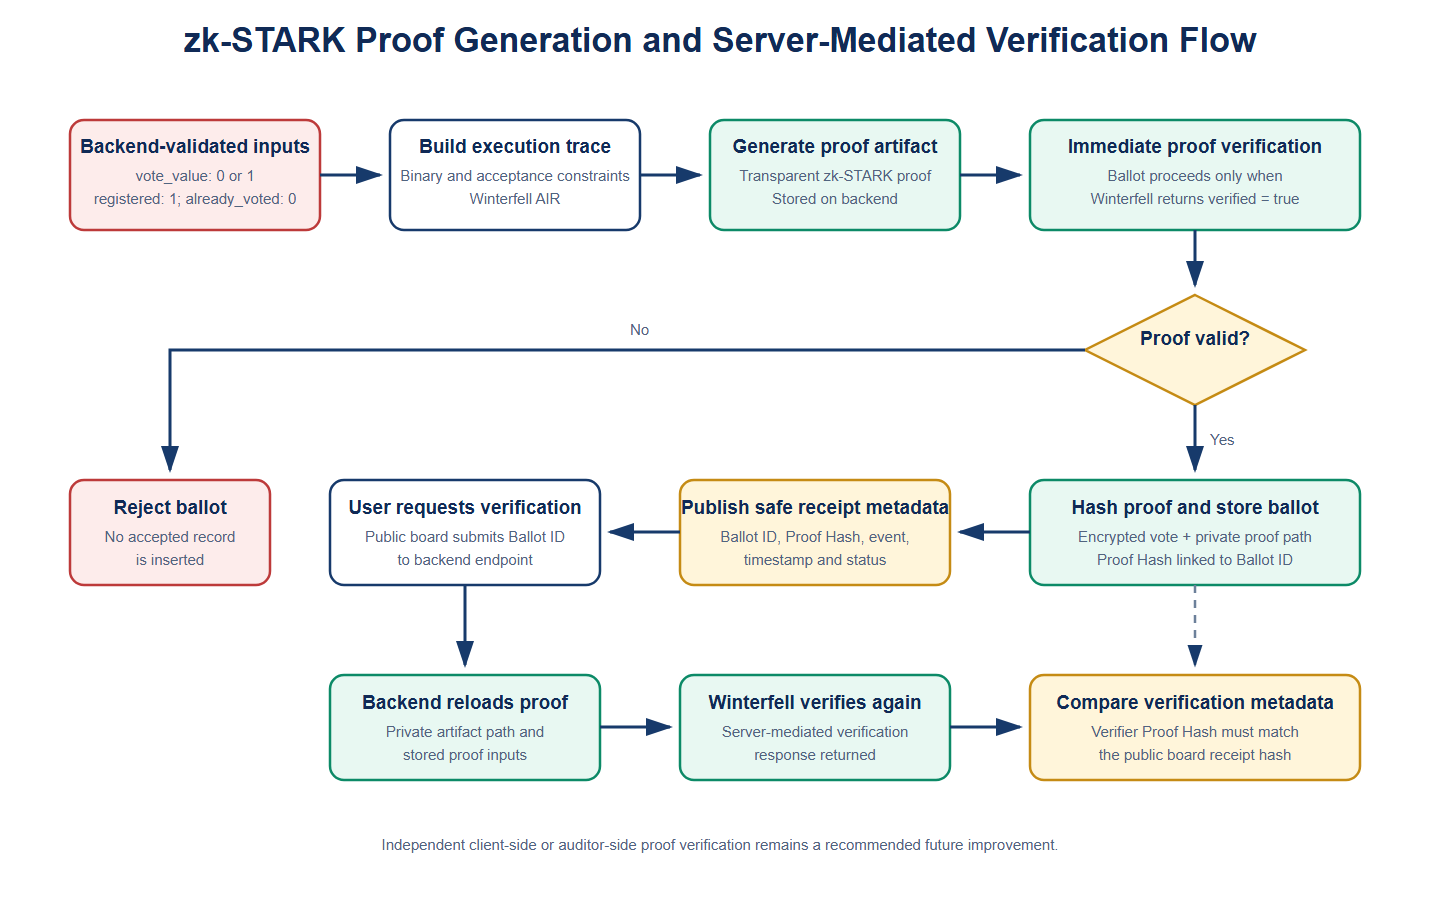 zk-STARK Proof Generation and Server-Mediated Verification Flow
Backend-validated inputs
vote_value: 0 or 1
registered: 1; already_voted: 0
Build execution trace
Binary and acceptance constraints
Winterfell AIR
Generate proof artifact
Transparent zk-STARK proof
Stored on backend
Immediate proof verification
Ballot proceeds only when
Winterfell returns verified = true
Proof valid?
No
Yes
Reject ballot
No accepted record
is inserted
User requests verification
Public board submits Ballot ID
to backend endpoint
Publish safe receipt metadata
Ballot ID, Proof Hash, event,
timestamp and status
Hash proof and store ballot
Encrypted vote + private proof path
Proof Hash linked to Ballot ID
Backend reloads proof
Private artifact path and
stored proof inputs
Winterfell verifies again
Server-mediated verification
response returned
Compare verification metadata
Verifier Proof Hash must match
the public board receipt hash
Independent client-side or auditor-side proof verification remains a recommended future improvement.